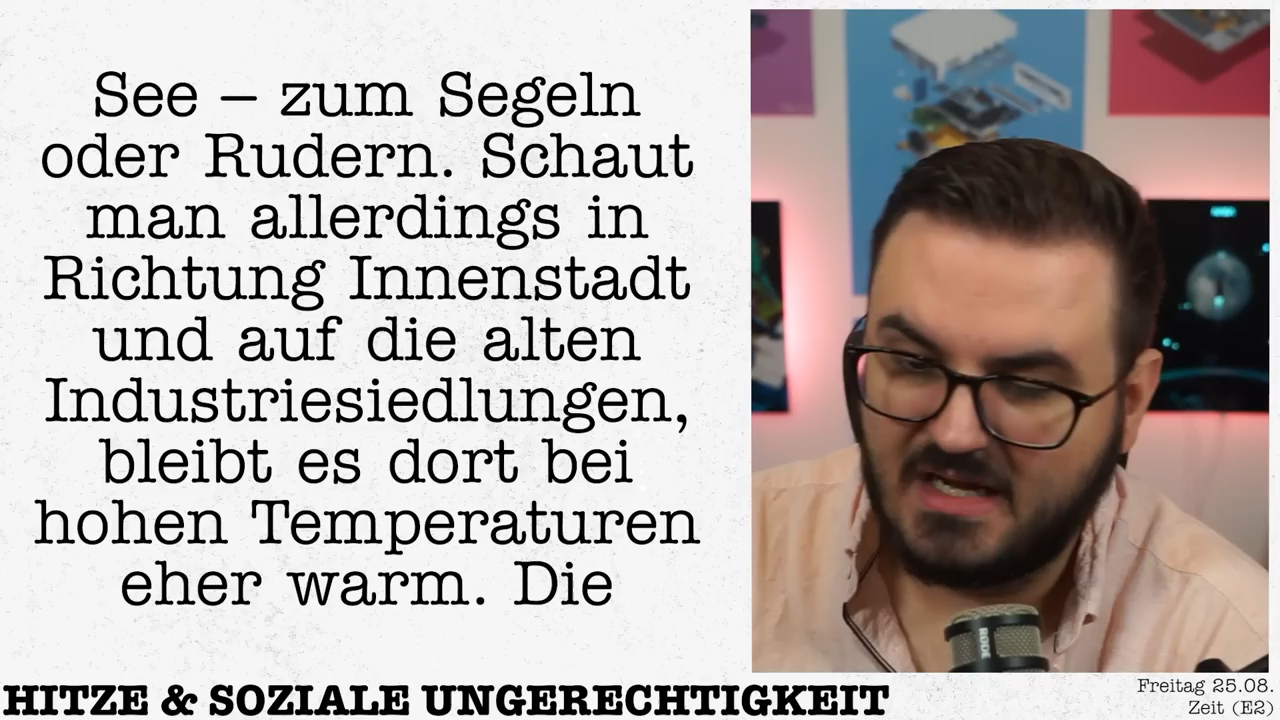 See – zum Segeln
oder Rudern. Schaut
man allerdings in
Richtung Innenstadt
und auf die alten
Industriesiedlungen,
bleibt es dort bei
hohen Temperaturen
eher warm. Die
HITZE & SOZIALE UNGERECHTIGKEIT
Freitag 25.08.
Zeit (E2)
RØDE